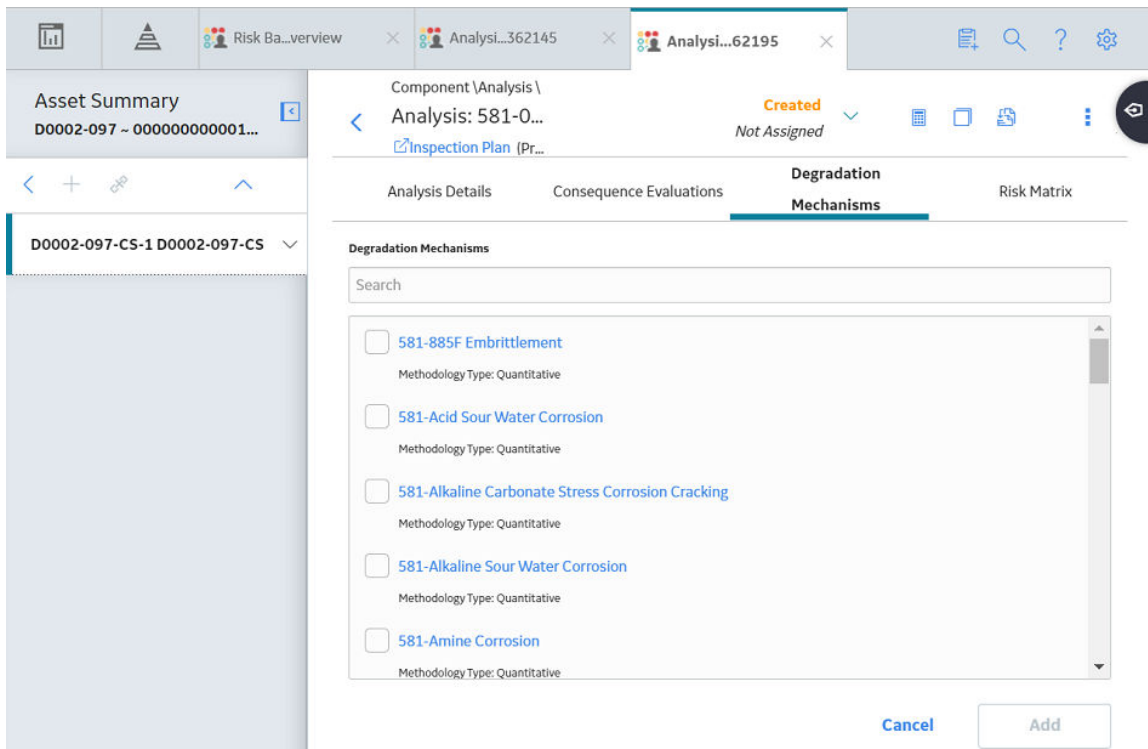 Risk Ba...verview
Analysi...362145
Analysi...62195
Asset Summary
D0002-097 ~ 000000000001...
Component \Analysis \
Analysis: 581-0...
Inspection Plan (Pr...
Created
Not Assigned
Analysis Details
Consequence Evaluations
Degradation
Mechanisms
Risk Matrix
D0002-097-CS-1 D0002-097-CS
Degradation Mechanisms
Search
581-885F Embrittlement
Methodology Type: Quantitative
581-Acid Sour Water Corrosion
Methodology Type: Quantitative
581-Alkaline Carbonate Stress Corrosion Cracking
Methodology Type: Quantitative
581-Alkaline Sour Water Corrosion
Methodology Type: Quantitative
581-Amine Corrosion
Methodology Type: Quantitative
Cancel
Add